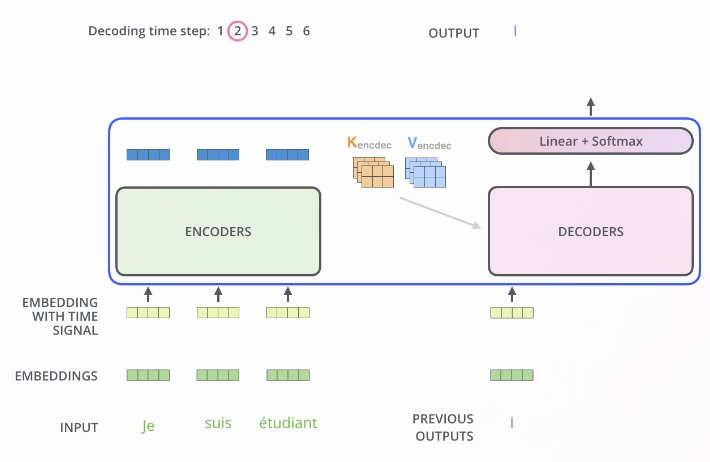 Decoding time step: 1 2 3 4 5 6
OUTPUT I
Kencdec Vencdec
Linear + Softmax
ENCODERS
DECODERS
EMBEDDING
WITH TIME
SIGNAL
EMBEDDINGS
INPUT Je suis étudiant
PREVIOUS
OUTPUTS I